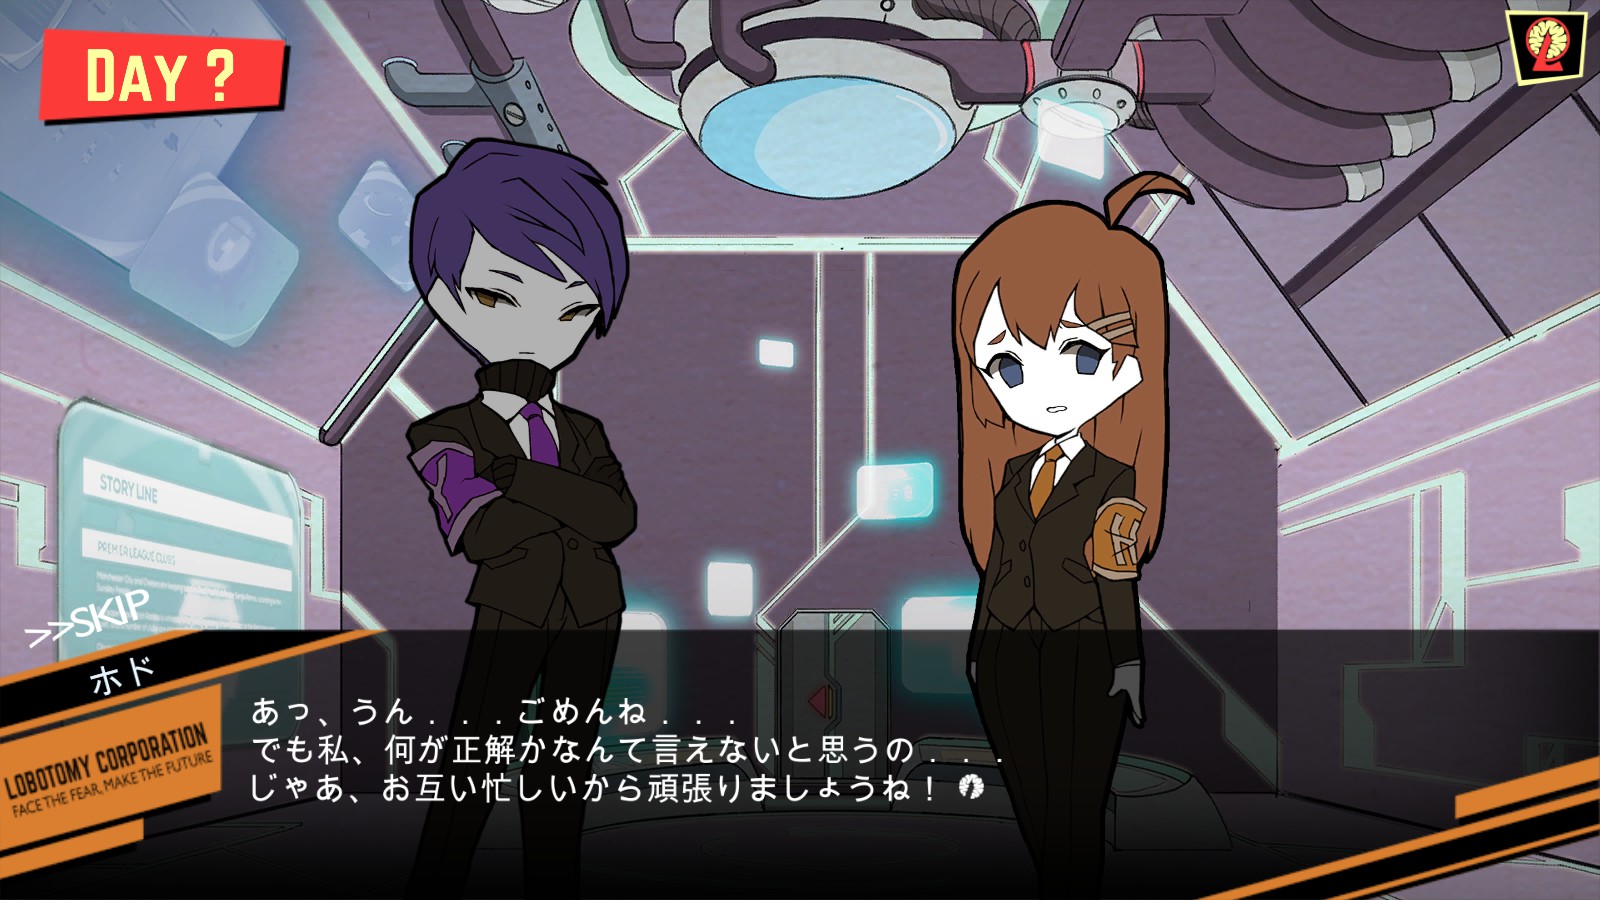 DAY ?
STORY LINE
PREMIER LEAGUE CLUBS
>>SKIP
ホド
LOBOTOMY CORPORATION
FACE THE FEAR, MAKE THE FUTURE
あっ、うん．．．ごめんね．．．
でも私、何が正解かなんて言えないと思うの．．．
じゃあ、お互い忙しいから頑張りましょうね！